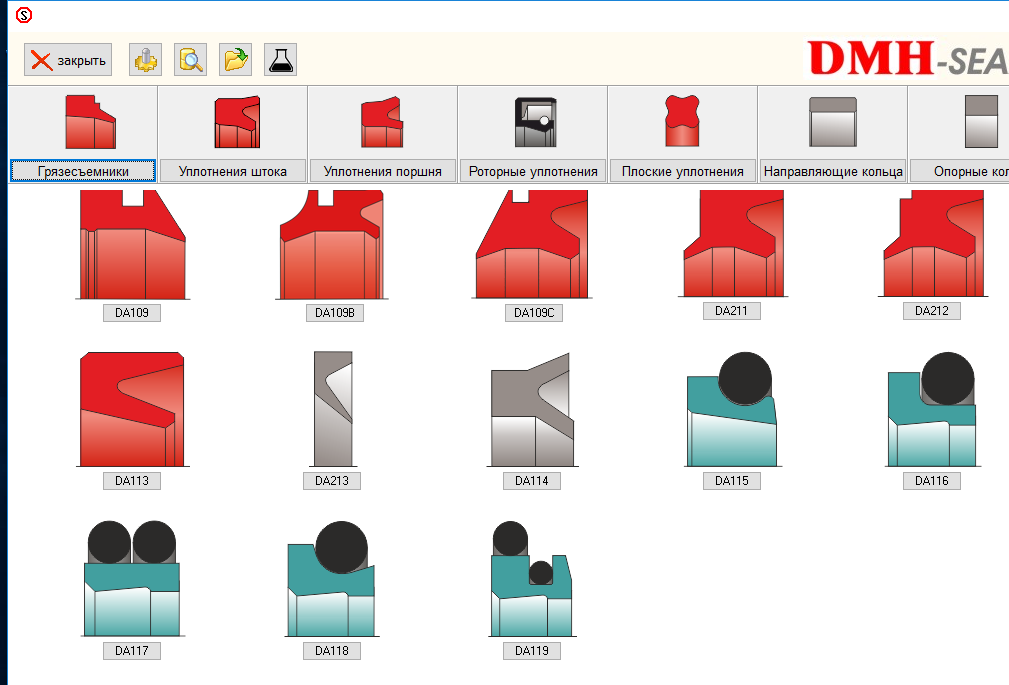 S
закрыть
DMH-SEA
Грязесъемники
Уплотнения штока
Уплотнения поршня
Роторные уплотнения
Плоские уплотнения
Направляющие кольца
Опорные кол
DA109
DA109B
DA109C
DA211
DA212
DA113
DA213
DA114
DA115
DA116
DA117
DA118
DA119